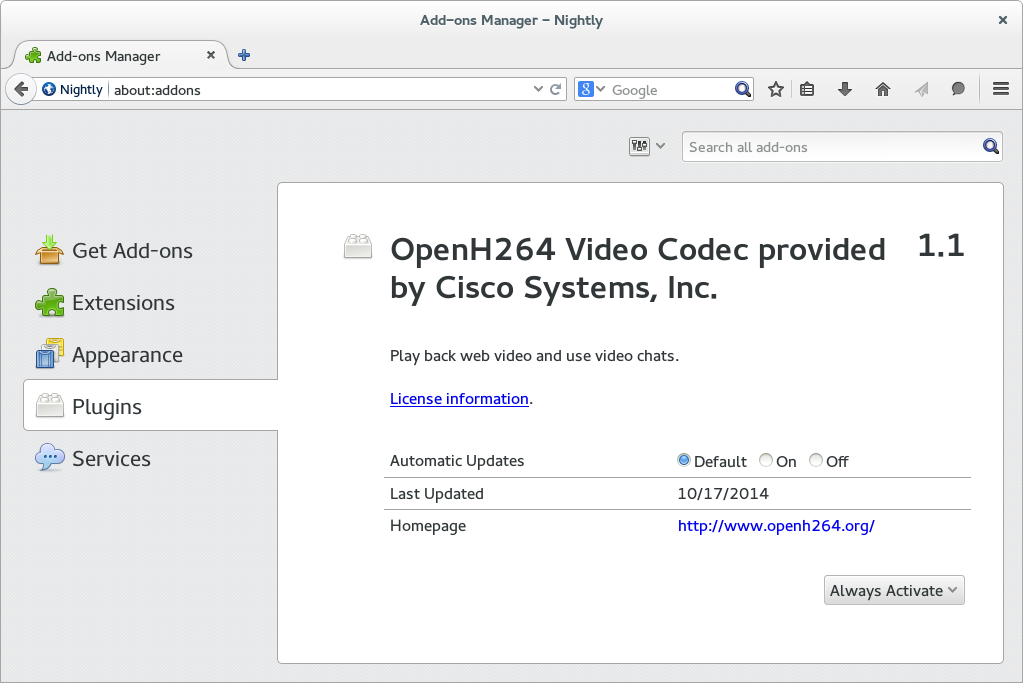 Add-ons Manager – Nightly
Add-ons Manager
Nightly about:addons
Google
Search all add-ons
Get Add-ons
Extensions
Appearance
Plugins
Services
OpenH264 Video Codec provided 1.1
by Cisco Systems, Inc.
Play back web video and use video chats.
License information.
Automatic Updates Default On Off
Last Updated 10/17/2014
Homepage http://www.openh264.org/
Always Activate